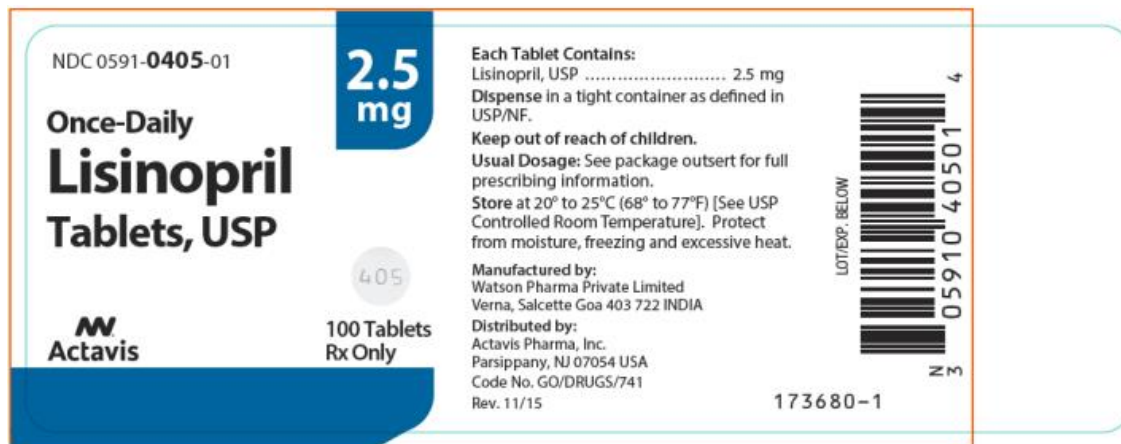 NDC 0591-0405-01
Once-Daily
Lisinopril
Tablets, USP
2.5
mg
405
100 Tablets
Rx Only
Actavis
Each Tablet Contains:
Lisinopril, USP .......................... 2.5 mg
Dispense in a tight container as defined in
USP/NF.
Keep out of reach of children.
Usual Dosage: See package outsert for full
prescribing information.
Store at 20° to 25°C (68° to 77°F) [See USP
Controlled Room Temperature]. Protect
from moisture, freezing and excessive heat.
Manufactured by:
Watson Pharma Private Limited
Verna, Salcette Goa 403 722 INDIA
Distributed by:
Actavis Pharma, Inc.
Parsippany, NJ 07054 USA
Code No. GO/DRUGS/741
Rev. 11/15
173680-1
LOT/EXP. BELOW
N
3 05910 40501 4